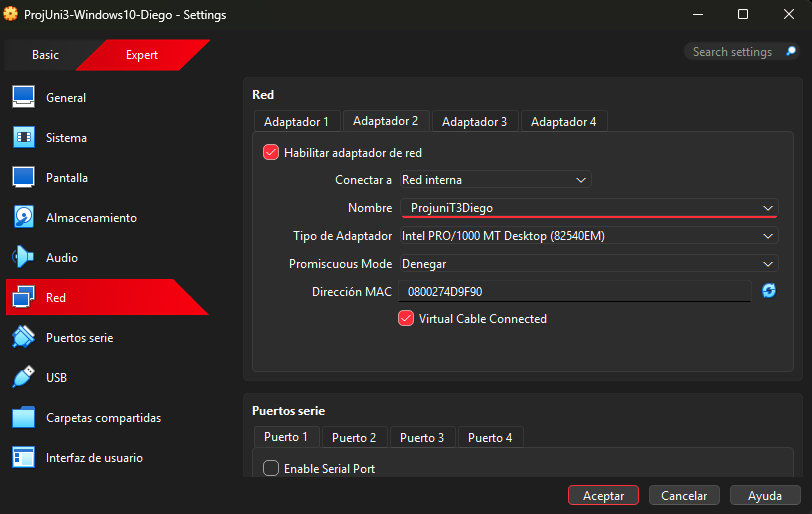 ProjUni3-Windows10-Diego - Settings
Basic
Expert
Search settings
General
Sistema
Pantalla
Almacenamiento
Audio
Red
Puertos serie
USB
Carpetas compartidas
Interfaz de usuario
Red
Adaptador 1
Adaptador 2
Adaptador 3
Adaptador 4
Habilitar adaptador de red
Conectar a Red interna
Nombre ProjuniT3Diego
Tipo de Adaptador Intel PRO/1000 MT Desktop (82540EM)
Promiscuous Mode Denegar
Dirección MAC 0800274D9F90
Virtual Cable Connected
Puertos serie
Puerto 1
Puerto 2
Puerto 3
Puerto 4
Enable Serial Port
Aceptar
Cancelar
Ayuda